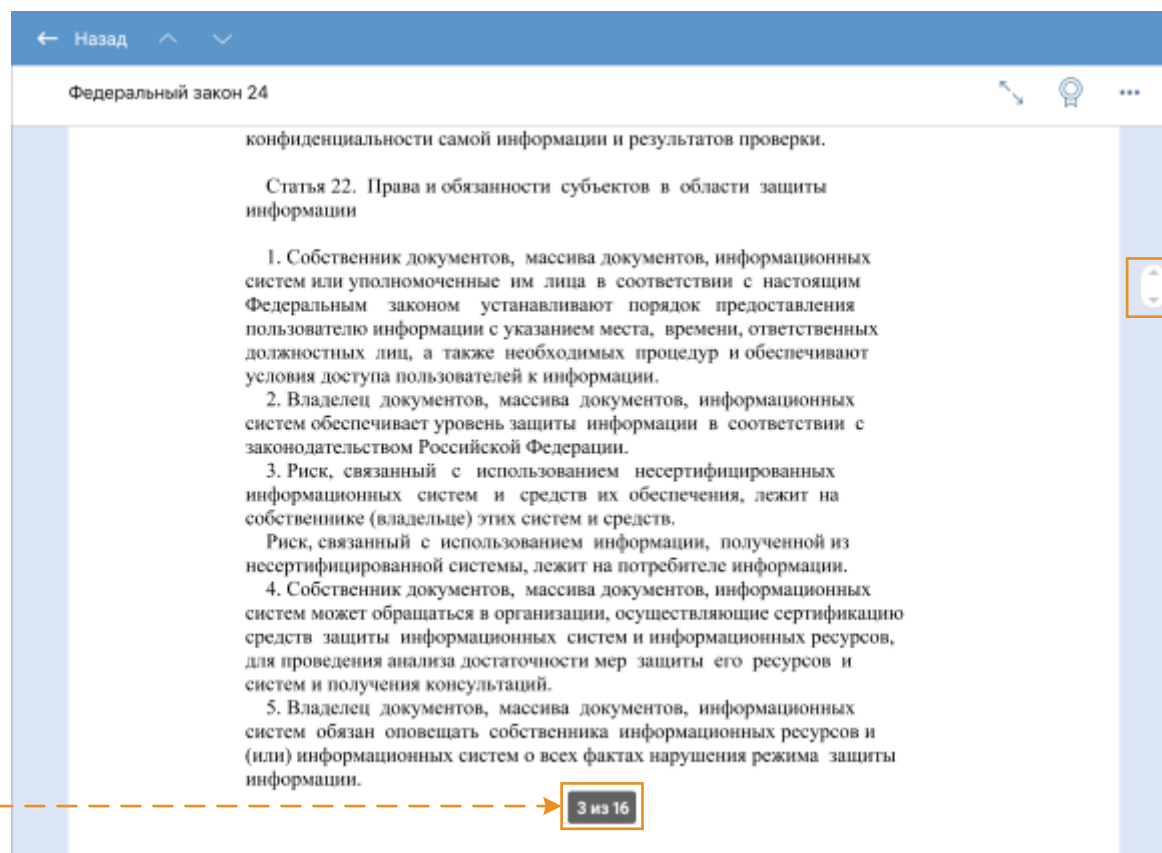 Назад
Федеральный закон 24
конфиденциальности самой информации и результатов проверки.
Статья 22. Права и обязанности субъектов в области защиты
информации
1. Собственник документов, массива документов, информационных
систем или уполномоченные им лица в соответствии с настоящим
Федеральным законом устанавливают порядок предоставления
пользователю информации с указанием места, времени, ответственных
должностных лиц, а также необходимых процедур и обеспечивают
условия доступа пользователей к информации.
2. Владелец документов, массива документов, информационных
систем обеспечивает уровень защиты информации в соответствии с
законодательством Российской Федерации.
3. Риск, связанный с использованием несертифицированных
информационных систем и средств их обеспечения, лежит на
собственнике (владельце) этих систем и средств.
Риск, связанный с использованием информации, полученной из
несертифицированной системы, лежит на потребителе информации.
4. Собственник документов, массива документов, информационных
систем может обращаться в организации, осуществляющие сертификацию
средств защиты информационных систем и информационных ресурсов,
для проведения анализа достаточности мер защиты его ресурсов и
систем и получения консультаций.
5. Владелец документов, массива документов, информационных
систем обязан оповещать собственника информационных ресурсов и
(или) информационных систем о всех фактах нарушения режима защиты
информации.
3 из 16